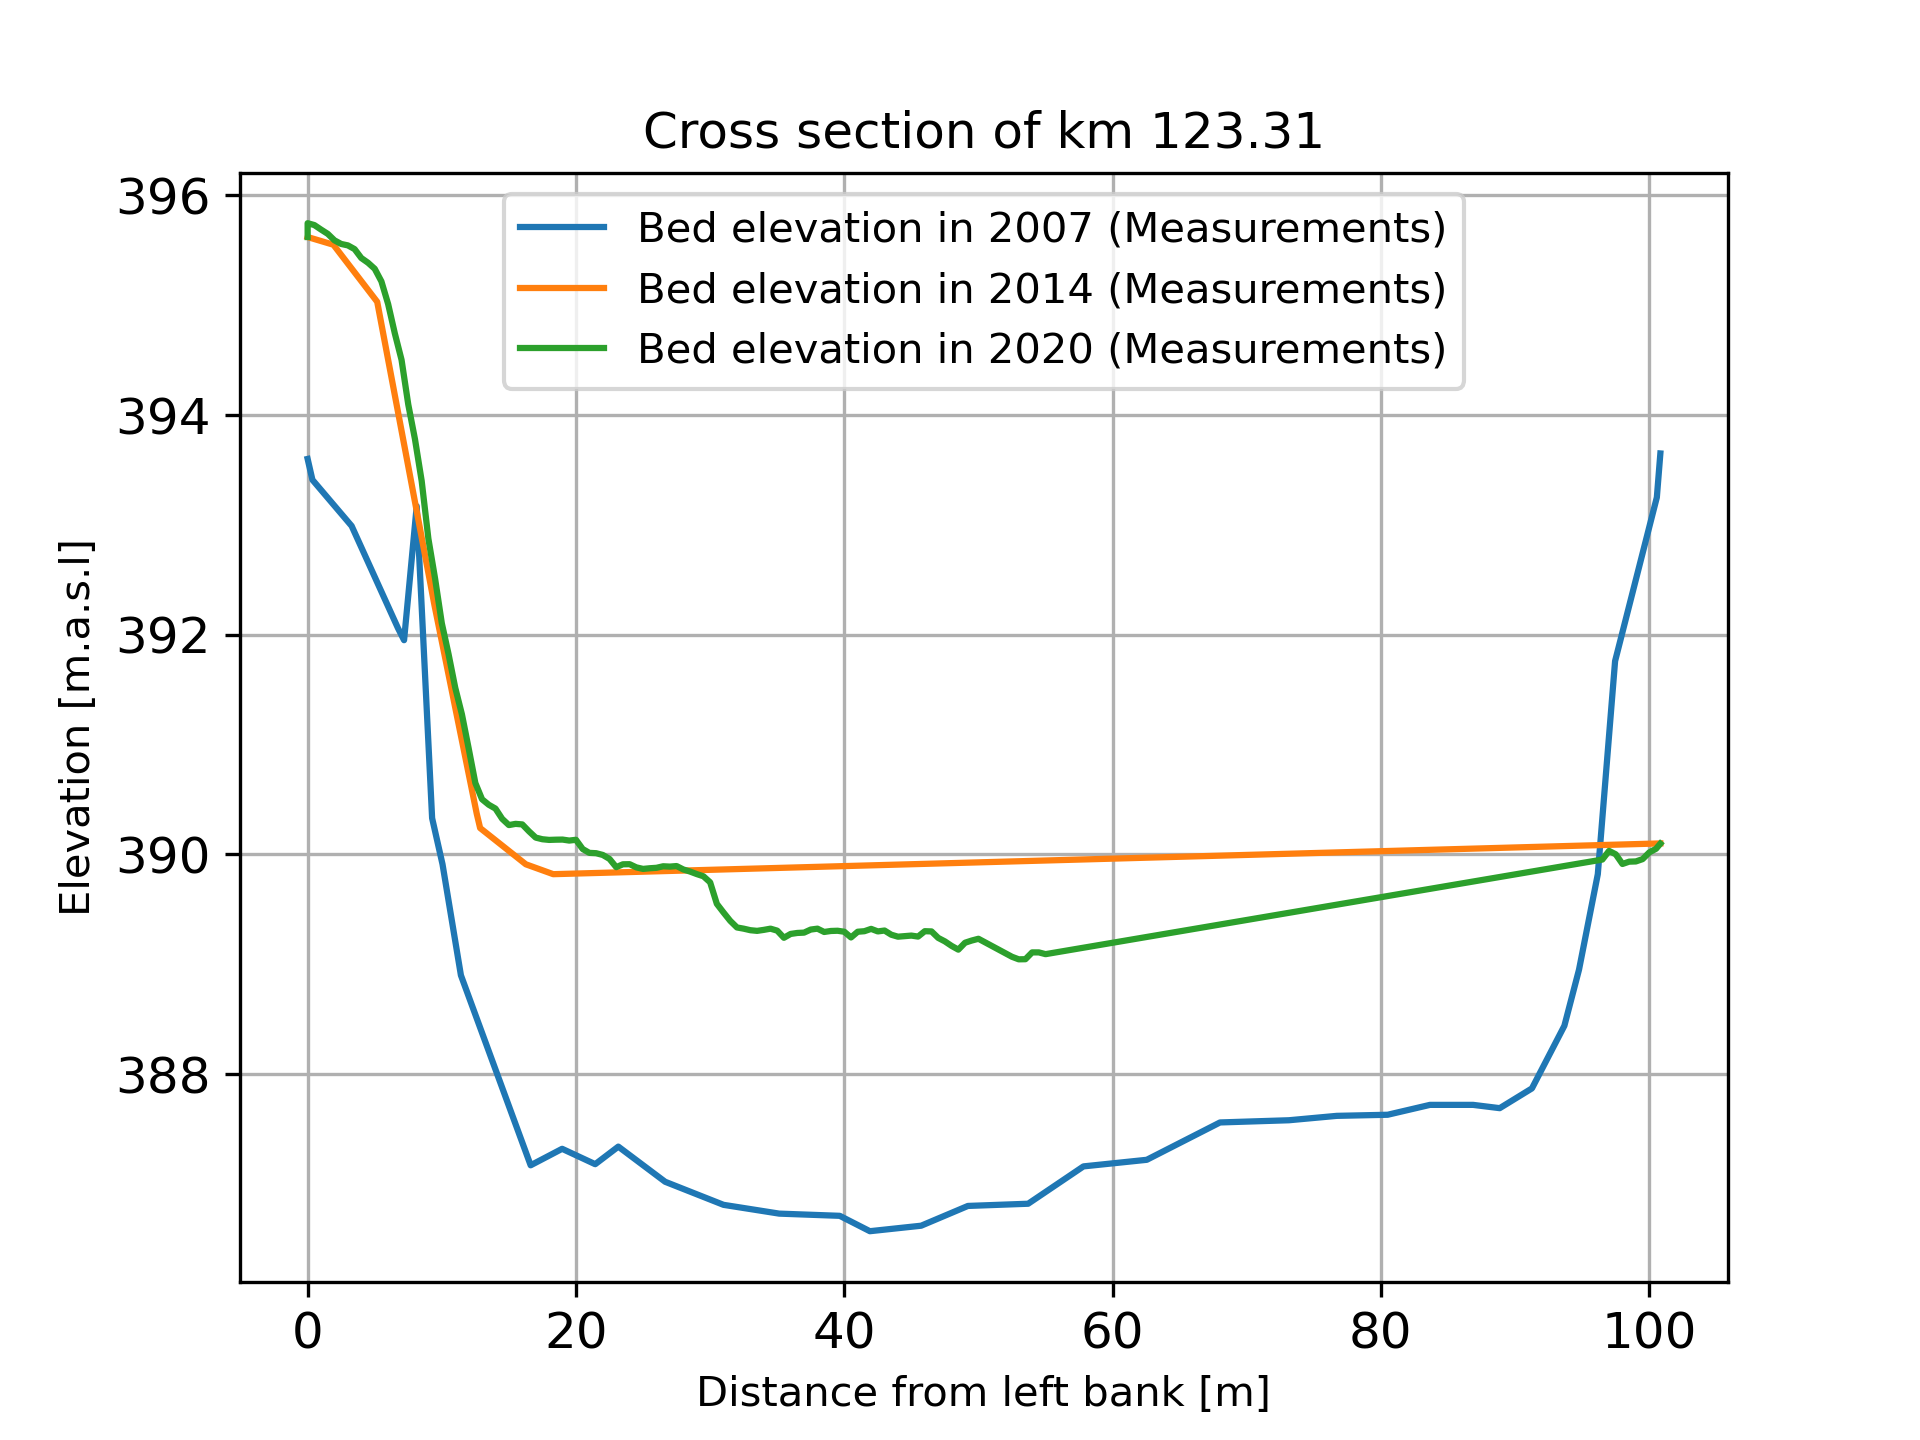 Cross section of km 123.31
396
394
392
390
388
Elevation [m.a.s.l]
Bed elevation in 2007 (Measurements)
Bed elevation in 2014 (Measurements)
Bed elevation in 2020 (Measurements)
0 20 40 60 80 100
Distance from left bank [m]